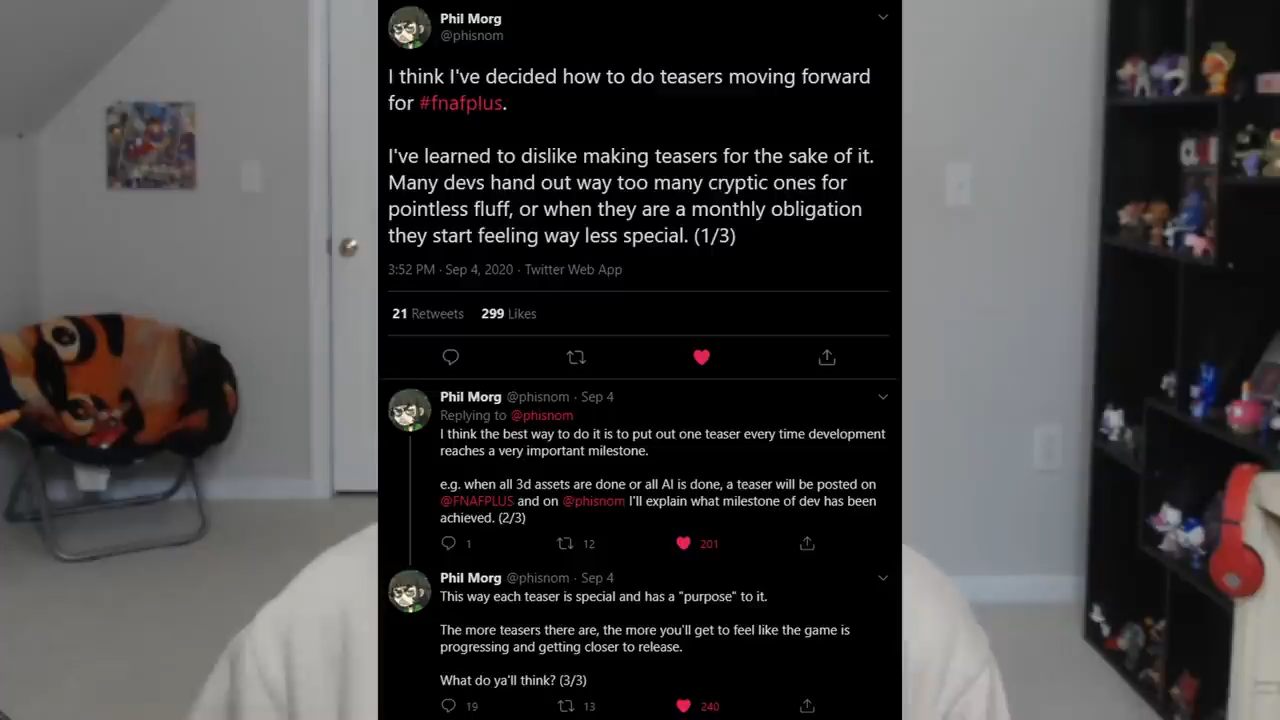 Phil Morg
@phisnom
I think I've decided how to do teasers moving forward
for #fnafplus.
I've learned to dislike making teasers for the sake of it.
Many devs hand out way too many cryptic ones for
pointless fluff, or when they are a monthly obligation
they start feeling way less special. (1/3)
3:52 PM · Sep 4, 2020 · Twitter Web App
21 Retweets 299 Likes
Phil Morg @phisnom · Sep 4
Replying to @phisnom
I think the best way to do it is to put out one teaser every time development
reaches a very important milestone.
e.g. when all 3d assets are done or all AI is done, a teaser will be posted on
@FNAFPLUS and on @phisnom I'll explain what milestone of dev has been
achieved. (2/3)
1 12 201
Phil Morg @phisnom · Sep 4
This way each teaser is special and has a "purpose" to it.
The more teasers there are, the more you'll get to feel like the game is
progressing and getting closer to release.
What do ya'll think? (3/3)
19 13 240